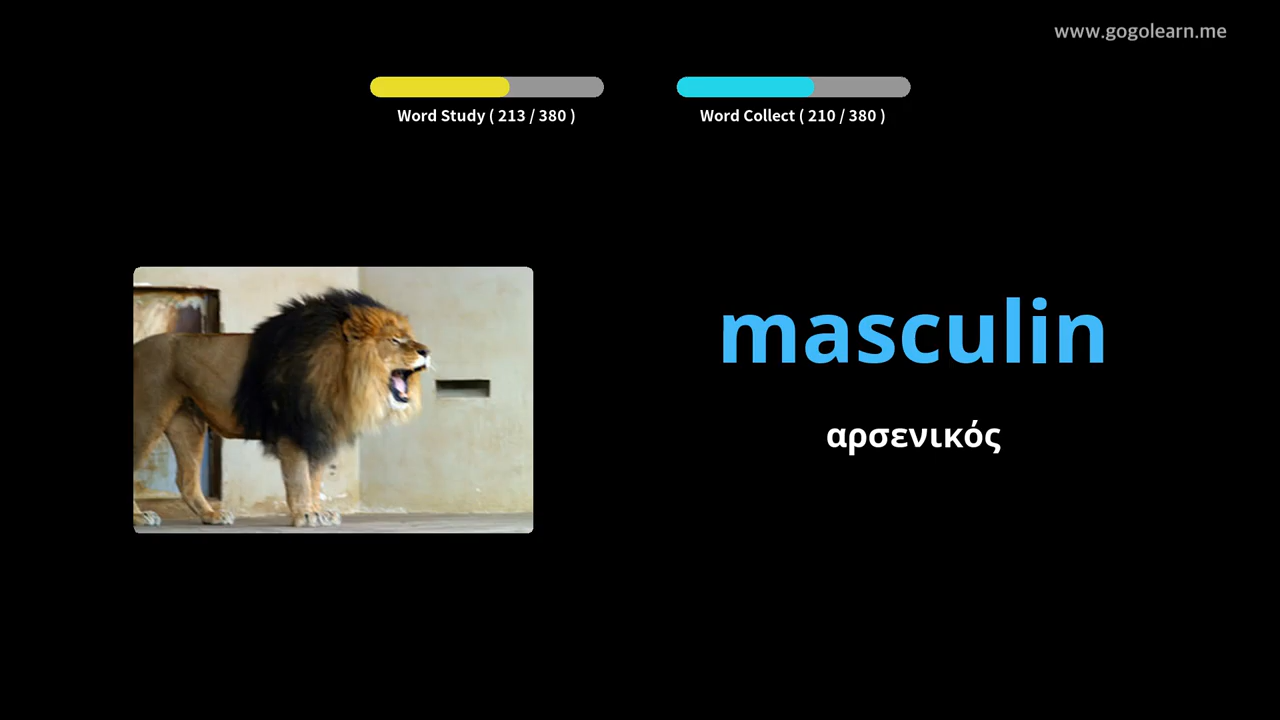 www.gogolearn.me
Word Study ( 213 / 380 )
Word Collect ( 210 / 380 )
masculin
αρσενικός